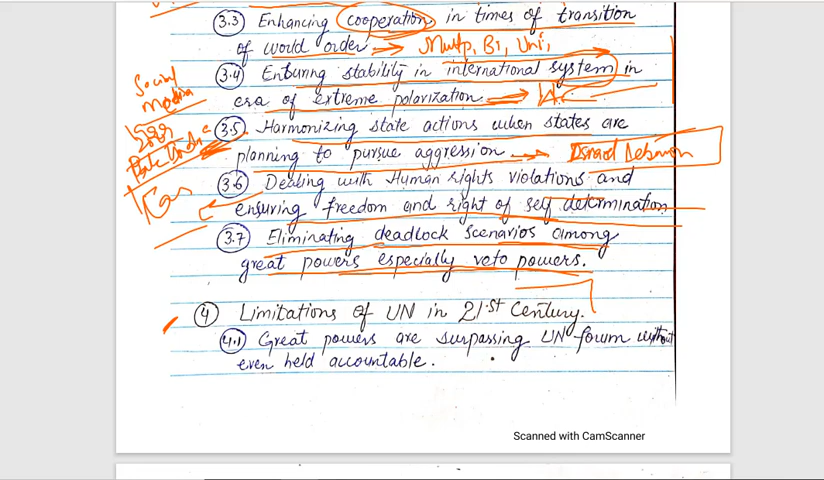 3.3 Enhancing cooperation in times of transition
of world order → Multp, Bi, Uni,
3.4 Ensuring stability in international system in
Social
media
era of extreme polarization →
3.5 Harmonizing state actions when states are
planning to pursue aggression → Israel Lebanon
3.6 Dealing with Human rights violations and
Kas
ensuring freedom and right of self determination
3.7 Eliminating deadlock scenarios among
great powers especially veto powers.
4 Limitations of UN in 21st Century.
4.1 Great powers are surpassing UN forum without
even held accountable.
Scanned with CamScanner